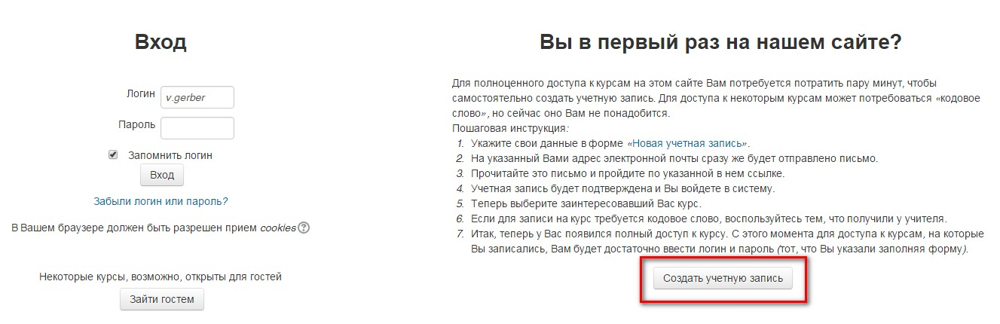 Вход
Логин v.gerber
Пароль
Запомнить логин
Вход
Забыли логин или пароль?
В Вашем браузере должен быть разрешен прием cookies
Некоторые курсы, возможно, открыты для гостей
Зайти гостем
Вы в первый раз на нашем сайте?
Для полноценного доступа к курсам на этом сайте Вам потребуется потратить пару минут, чтобы
самостоятельно создать учетную запись. Для доступа к некоторым курсам может потребоваться «кодовое
слово», но сейчас оно Вам не понадобится.
Пошаговая инструкция:
1. Укажите свои данные в форме «Новая учетная запись».
2. На указанный Вами адрес электронной почты сразу же будет отправлено письмо.
3. Прочитайте это письмо и пройдите по указанной в нем ссылке.
4. Учетная запись будет подтверждена и Вы войдете в систему.
5. Теперь выберите заинтересовавший Вас курс.
6. Если для записи на курс требуется кодовое слово, воспользуйтесь тем, что получили у учителя.
7. Итак, теперь у Вас появился полный доступ к курсу. С этого момента для доступа к курсам, на которые
Вы записались, Вам будет достаточно ввести логин и пароль (тот, что Вы указали заполняя форму).
Создать учетную запись